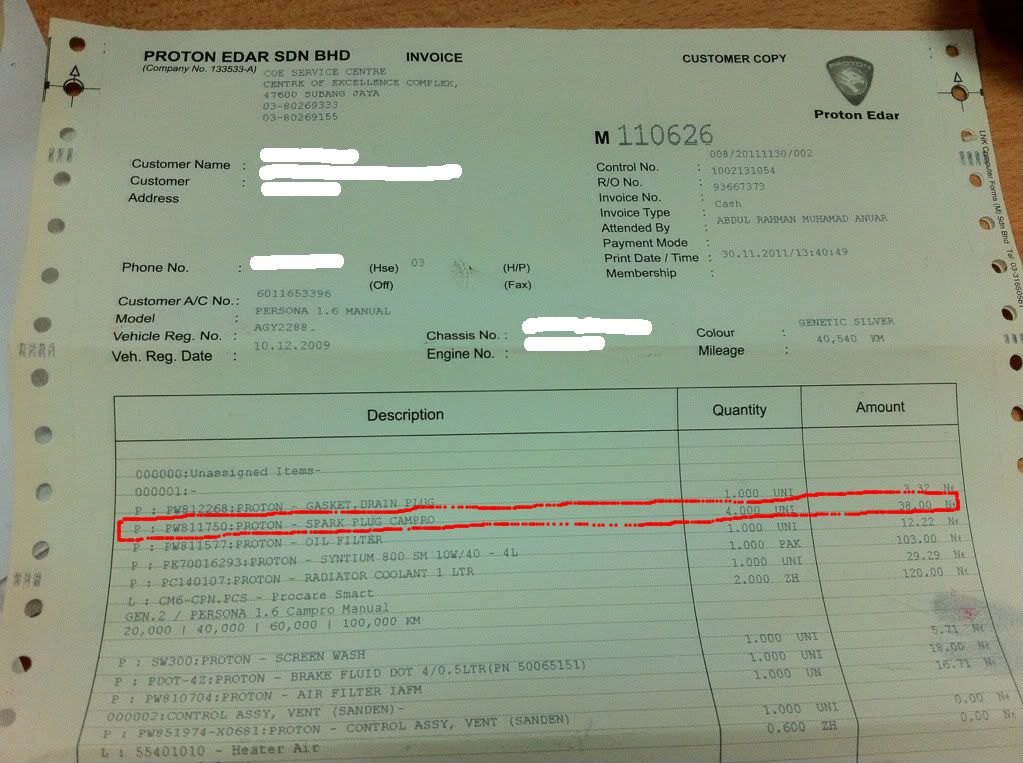 PROTON EDAR SDN BHD INVOICE CUSTOMER COPY
(Company No. 133533-A) COE SERVICE CENTRE
CENTRE OF EXCELLENCE COMPLEX,
47600 SUBANG JAYA
03-80269333
03-80269155
PROTON
Proton Edar
M 110626
Customer Name :
Customer :
Address
Control No. : 008/20111130/002
R/O No. : 1002131054
Invoice No. : 93667373
Invoice Type : Cash
Attended By : ABDUL RAHMAN MUHAMAD ANUAR
Payment Mode :
Print Date / Time : 30.11.2011/13:40:49
Membership :
Phone No. : (Hse) 03 (H/P)
(Off) (Fax)
Customer A/C No.: 6011653396
Model : PERSONA 1.6 MANUAL
Vehicle Reg. No. : AGY2288
Veh. Reg. Date : 10.12.2009
Chassis No. :
Engine No. :
Colour : GENETIC SILVER
Mileage : 40,540 KM
Description Quantity Amount
000000:Unassigned Items-
000001:-
P : PW812268:PROTON - GASKET,DRAIN PLUG 1.000 UNI 3.32
P : PW811750:PROTON - SPARK PLUG CAMPRO 4.000 UNI 38.00
P : PW811577:PROTON - OIL FILTER 1.000 UNI 12.22
P : PE70016293:PROTON - SYNTIUM 800 SM 10W/40 - 4L 1.000 PAK 103.00
P : PC140107:PROTON - RADIATOR COOLANT 1 LTR 1.000 UNI 29.29
L : CM6-CPN.PCS - Procare Smart 2.000 ZH 120.00
GEN.2 / PERSONA 1.6 Campro Manual
20,000 | 40,000 | 60,000 | 100,000 KM
P : SW300:PROTON - SCREEN WASH 1.000 UNI 5.71
P : PDOT-4Z:PROTON - BRAKE FLUID DOT 4/0.5LTR(PN 50065151) 1.000 UNI 18.00
P : PW810704:PROTON - AIR FILTER IAFM 1.000 UN 16.71
000002:CONTROL ASSY, VENT (SANDEN)-
P : PW851974-X0681:PROTON - CONTROL ASSY, VENT (SANDEN) 1.000 UNI 0.00
L : 55401010 - Heater Air 0.600 ZH 0.00
LNK Computer Forms (M) Sdn Bhd